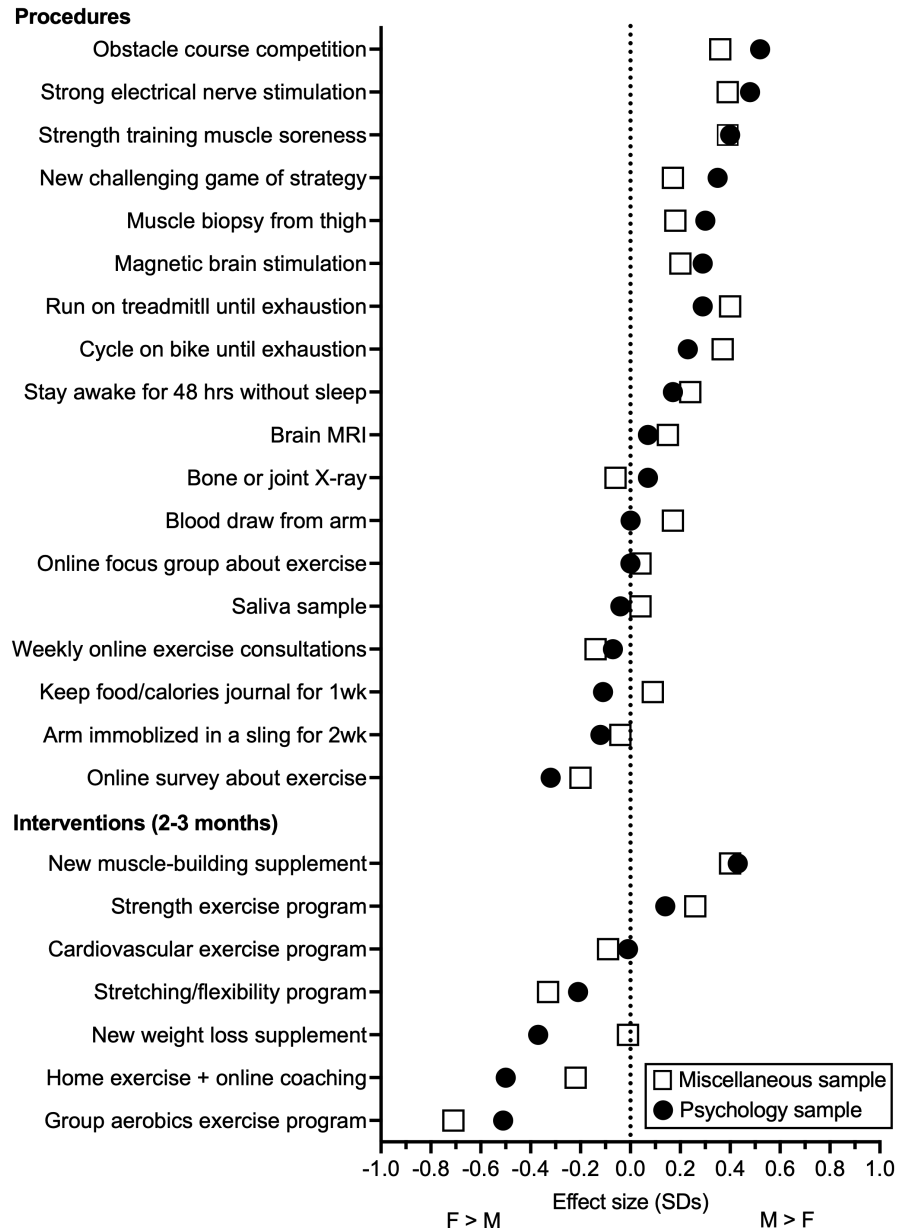 Procedures
Obstacle course competition
Strong electrical nerve stimulation
Strength training muscle soreness
New challenging game of strategy
Muscle biopsy from thigh
Magnetic brain stimulation
Run on treadmitll until exhaustion
Cycle on bike until exhaustion
Stay awake for 48 hrs without sleep
Brain MRI
Bone or joint X-ray
Blood draw from arm
Online focus group about exercise
Saliva sample
Weekly online exercise consultations
Keep food/calories journal for 1wk
Arm immoblized in a sling for 2wk
Online survey about exercise
Interventions (2-3 months)
New muscle-building supplement
Strength exercise program
Cardiovascular exercise program
Stretching/flexibility program
New weight loss supplement
Home exercise + online coaching
Group aerobics exercise program
Miscellaneous sample
Psychology sample
-1.0 -0.8 -0.6 -0.4 -0.2 0.0 0.2 0.4 0.6 0.8 1.0
Effect size (SDs)
F > M M > F